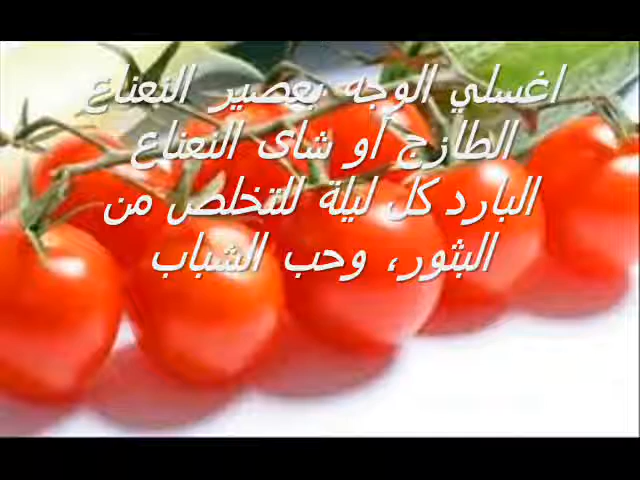 اغسلي الوجه بعصير النعناع
الطازج أو شاى النعناع
البارد كل ليلة للتخلص من
البثور، وحب الشباب